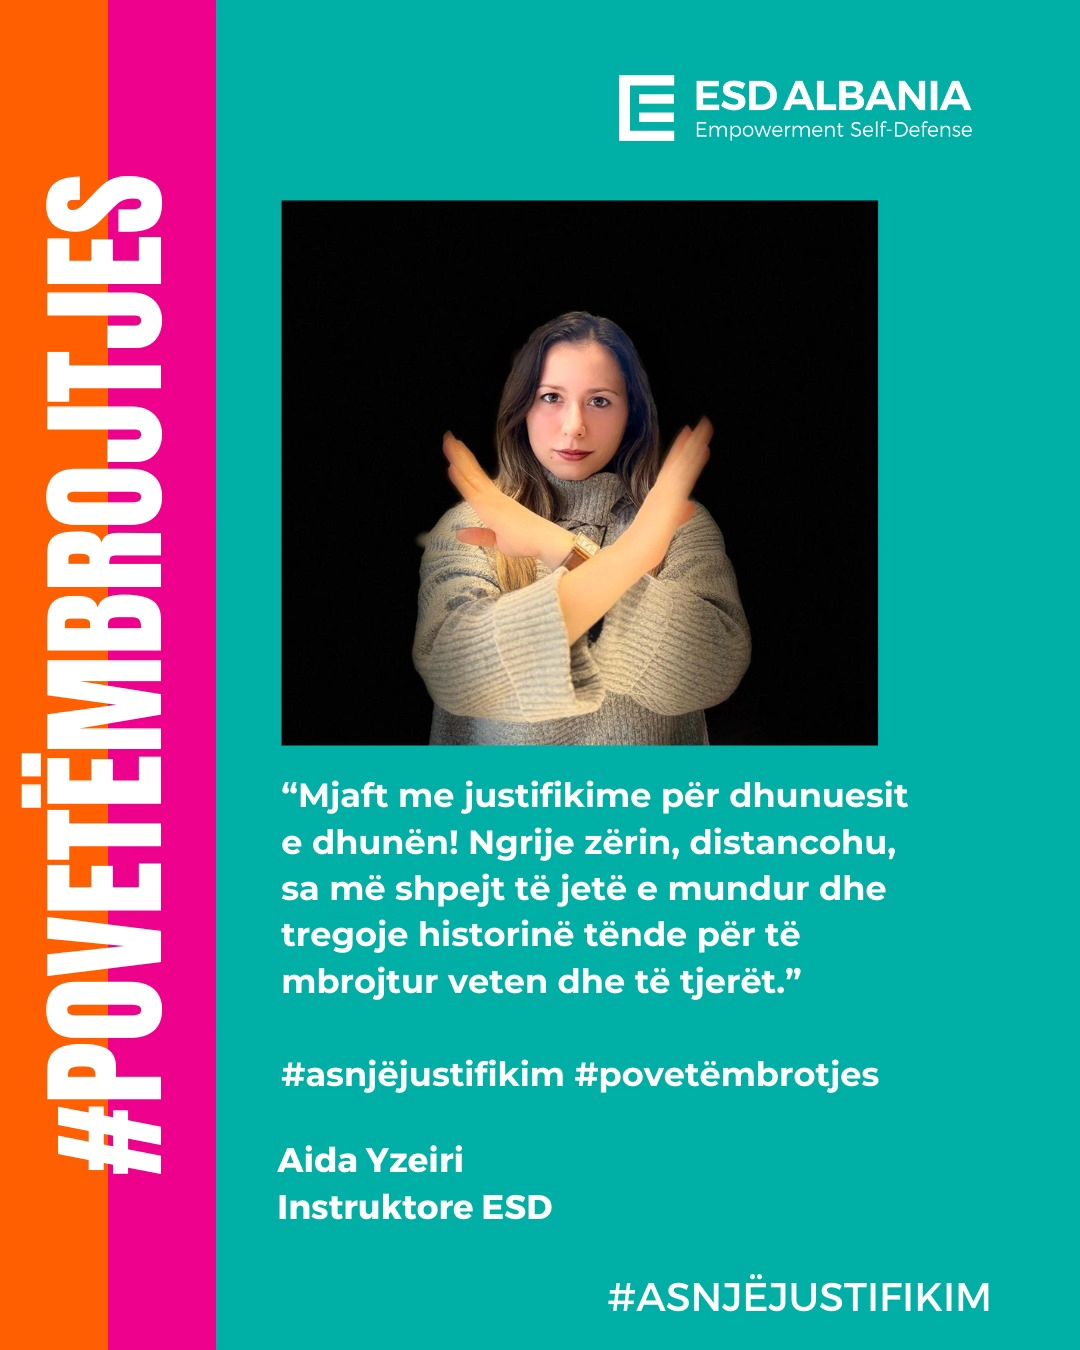 #POVETËMBROJTJES
ESD ALBANIA
Empowerment Self-Defense
“Mjaft me justifikime për dhunuesit
e dhunën! Ngrije zërin, distancohu,
sa më shpejt të jetë e mundur dhe
tregoje historinë tënde për të
mbrojtur veten dhe të tjerët.”
#asnjëjustifikim #povetëmbrotjes
Aida Yzeiri
Instruktore ESD
#ASNJËJUSTIFIKIM